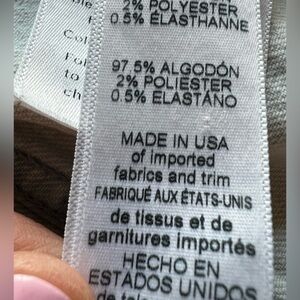 2% POLYESTER
0.5% ÉLASTHANNE
97.5% ALGODÓN
2% POLIESTER
0.5% ELASTANO
MADE IN USA
of imported
fabrics and trim
FABRIQUÉ AUX ÉTATS-UNIS
de tissus et de
garnitures importés
HECHO EN
ESTADOS UNIDOS